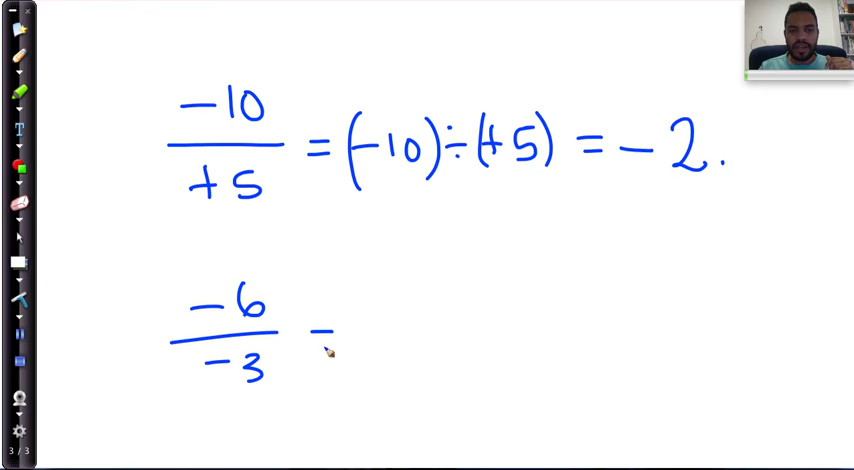 -10
+5
= (-10) ÷ (+5) = -2.
-6
-3
-
T
3 / 3